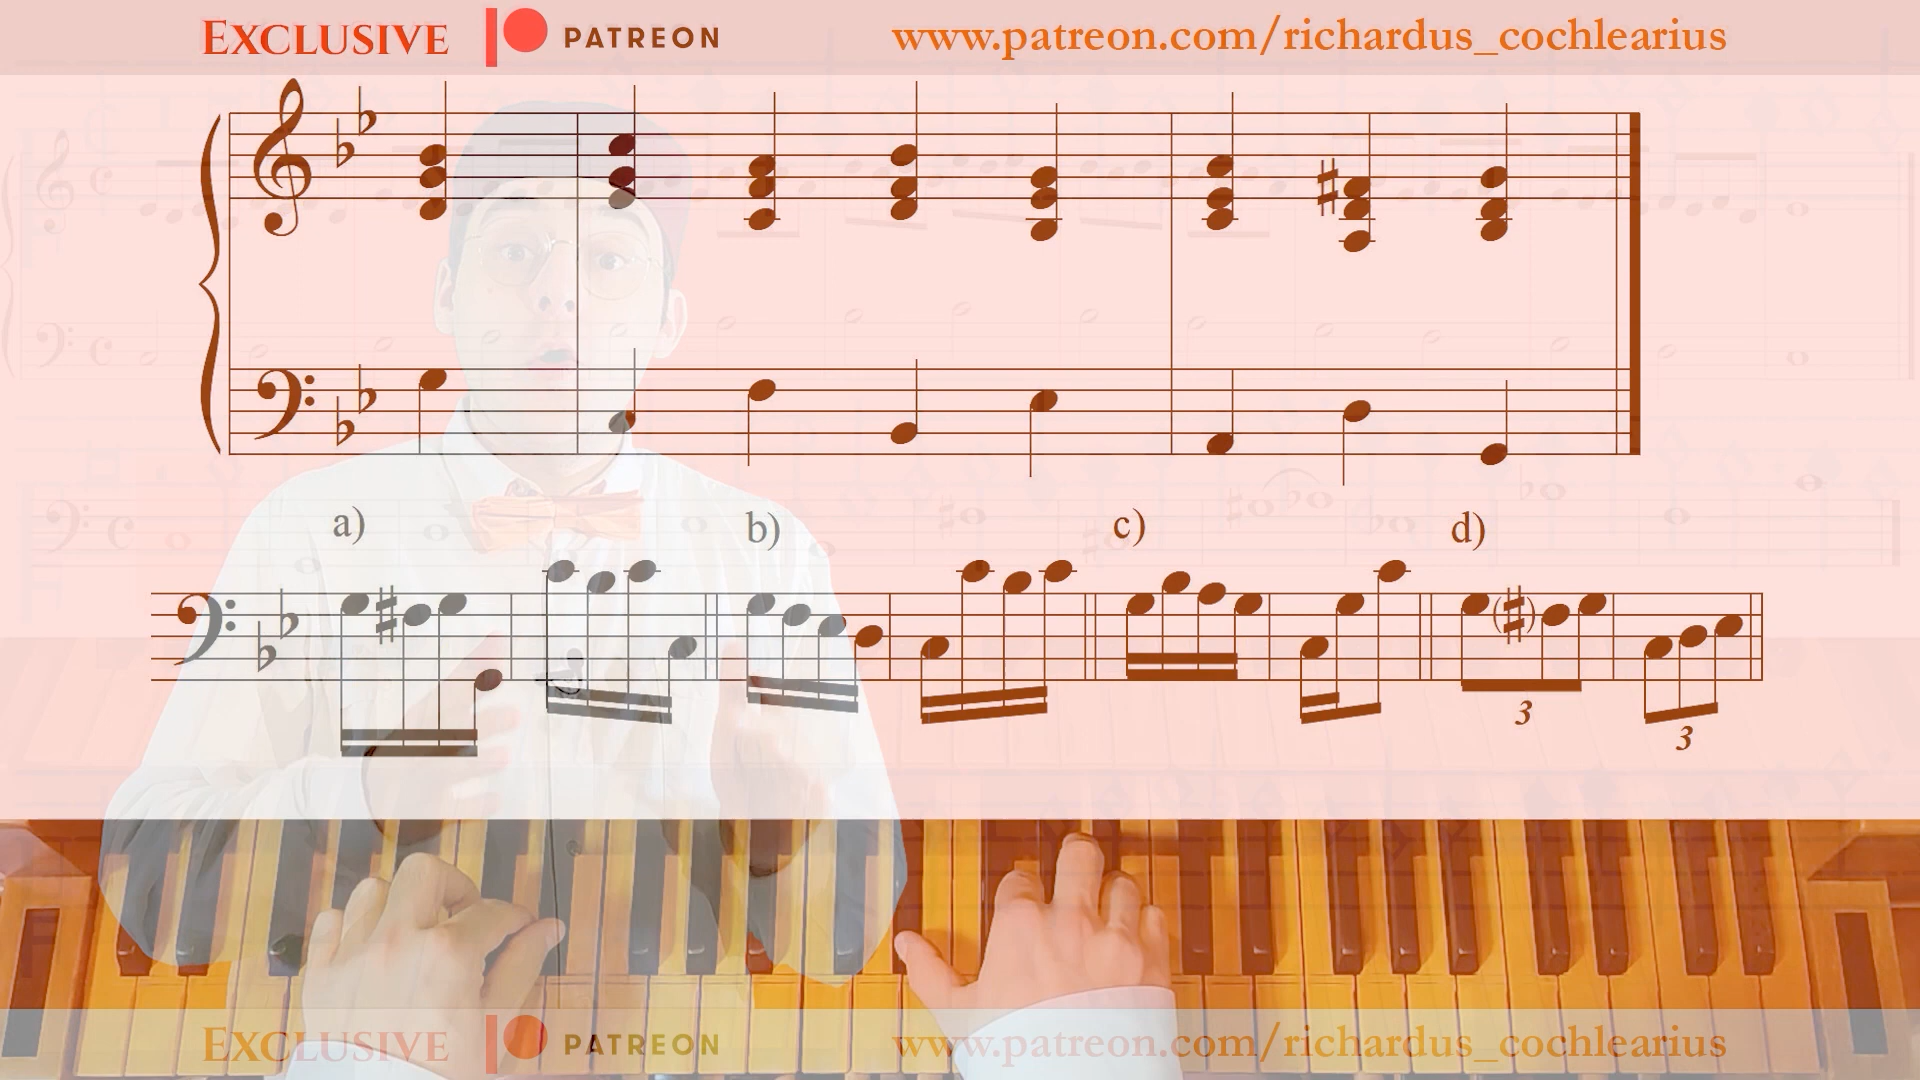 EXCLUSIVE PATREON www.patreon.com/richardus_cochlearius
a) b) c) d)
3
3
EXCLUSIVE PATREON www.patreon.com/richardus_cochlearius